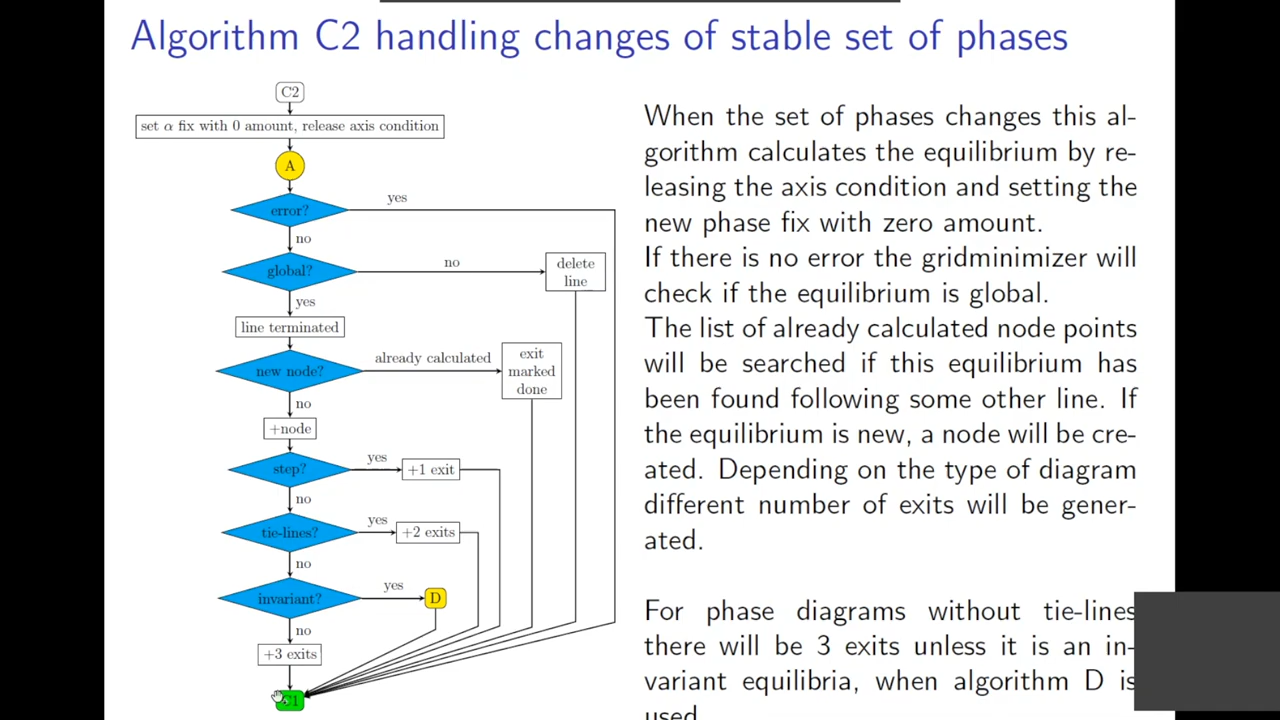 Algorithm C2 handling changes of stable set of phases
C2
set α fix with 0 amount, release axis condition
A
error?
yes
no
global?
no
delete
line
yes
line terminated
new node?
already calculated
exit
marked
done
no
+node
step?
yes
+1 exit
no
tie-lines?
yes
+2 exits
no
invariant?
yes
D
no
+3 exits
C1
When the set of phases changes this al-
gorithm calculates the equilibrium by re-
leasing the axis condition and setting the
new phase fix with zero amount.
If there is no error the gridminimizer will
check if the equilibrium is global.
The list of already calculated node points
will be searched if this equilibrium has
been found following some other line. If
the equilibrium is new, a node will be cre-
ated. Depending on the type of diagram
different number of exits will be gener-
ated.
For phase diagrams without tie-lines
there will be 3 exits unless it is an in-
variant equilibria, when algorithm D is
used